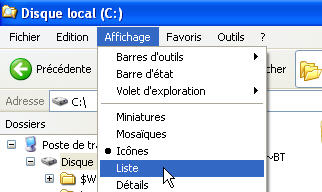 Disque local (C:)
Fichier Edition Affichage Favoris Outils ?
Précédente
Barres d'outils
Barre d'état
Volet d'exploration
Adresse C:\
Dossiers
Miniatures
Mosaïques
Icônes
Liste
Détails
Poste de tra
Disque
$W
~BT